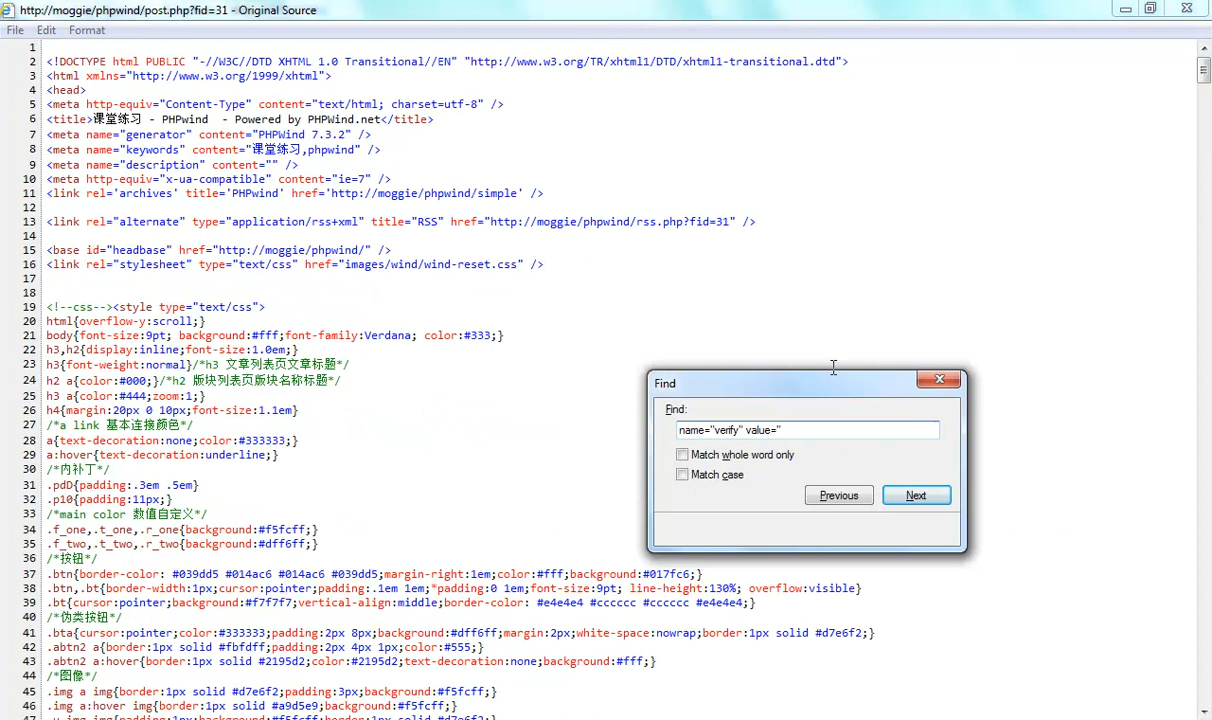 http://moggie/phpwind/post.php?fid=31 - Original Source
File Edit Format
1
2 <!DOCTYPE html PUBLIC "-//W3C//DTD XHTML 1.0 Transitional//EN" "http://www.w3.org/TR/xhtml1/DTD/xhtml1-transitional.dtd">
3 <html xmlns="http://www.w3.org/1999/xhtml">
4 <head>
5 <meta http-equiv="Content-Type" content="text/html; charset=utf-8" />
6 <title>课堂练习 - PHPwind  - Powered by PHPWind.net</title>
7 <meta name="generator" content="PHPWind 7.3.2" />
8 <meta name="keywords" content="课堂练习,phpwind" />
9 <meta name="description" content="" />
10 <meta http-equiv="x-ua-compatible" content="ie=7" />
11 <link rel='archives' title='PHPwind' href='http://moggie/phpwind/simple' />
12
13 <link rel="alternate" type="application/rss+xml" title="RSS" href="http://moggie/phpwind/rss.php?fid=31" />
14
15 <base id="headbase" href="http://moggie/phpwind/" />
16 <link rel="stylesheet" type="text/css" href="images/wind/wind-reset.css" />
17
18
19 <!--css--><style type="text/css">
20 html{overflow-y:scroll;}
21 body{font-size:9pt; background:#fff;font-family:Verdana; color:#333;}
22 h3,h2{display:inline;font-size:1.0em;}
23 h3{font-weight:normal}/*h3 文章列表页文章标题*/
24 h2 a{color:#000;}/*h2 版块列表页版块名称标题*/
25 h3 a{color:#444;zoom:1;}
26 h4{margin:20px 0 10px;font-size:1.1em}
27 /*a link 基本连接颜色*/
28 a{text-decoration:none;color:#333333;}
29 a:hover{text-decoration:underline;}
30 /*内补丁*/
31 .pdD{padding:.3em .5em}
32 .p10{padding:11px;}
33 /*main color 数值自定义*/
34 .f_one,.t_one,.r_one{background:#f5fcff;}
35 .f_two,.t_two,.r_two{background:#dff6ff;}
36 /*按钮*/
37 .btn{border-color: #039dd5 #014ac6 #014ac6 #039dd5;margin-right:1em;color:#fff;background:#017fc6;}
38 .btn,.bt{border-width:1px;cursor:pointer;padding:.1em 1em;*padding:0 1em;font-size:9pt; line-height:130%; overflow:visible}
39 .bt{cursor:pointer;background:#f7f7f7;vertical-align:middle;border-color: #e4e4e4 #cccccc #cccccc #e4e4e4;}
40 /*伪类按钮*/
41 .bta{cursor:pointer;color:#333333;padding:2px 8px;background:#dff6ff;margin:2px;white-space:nowrap;border:1px solid #d7e6f2;}
42 .abtn2 a{border:1px solid #fbfdff;padding:2px 4px 1px;color:#555;}
43 .abtn2 a:hover{border:1px solid #2195d2;color:#2195d2;text-decoration:none;background:#fff;}
44 /*图像*/
45 .img a img{border:1px solid #d7e6f2;padding:3px;background:#f5fcff;}
46 .img a:hover img{border:1px solid #a9d5e9;background:#f5fcff;}
Find
Find:
name="verify" value="
Match whole word only
Match case
Previous Next